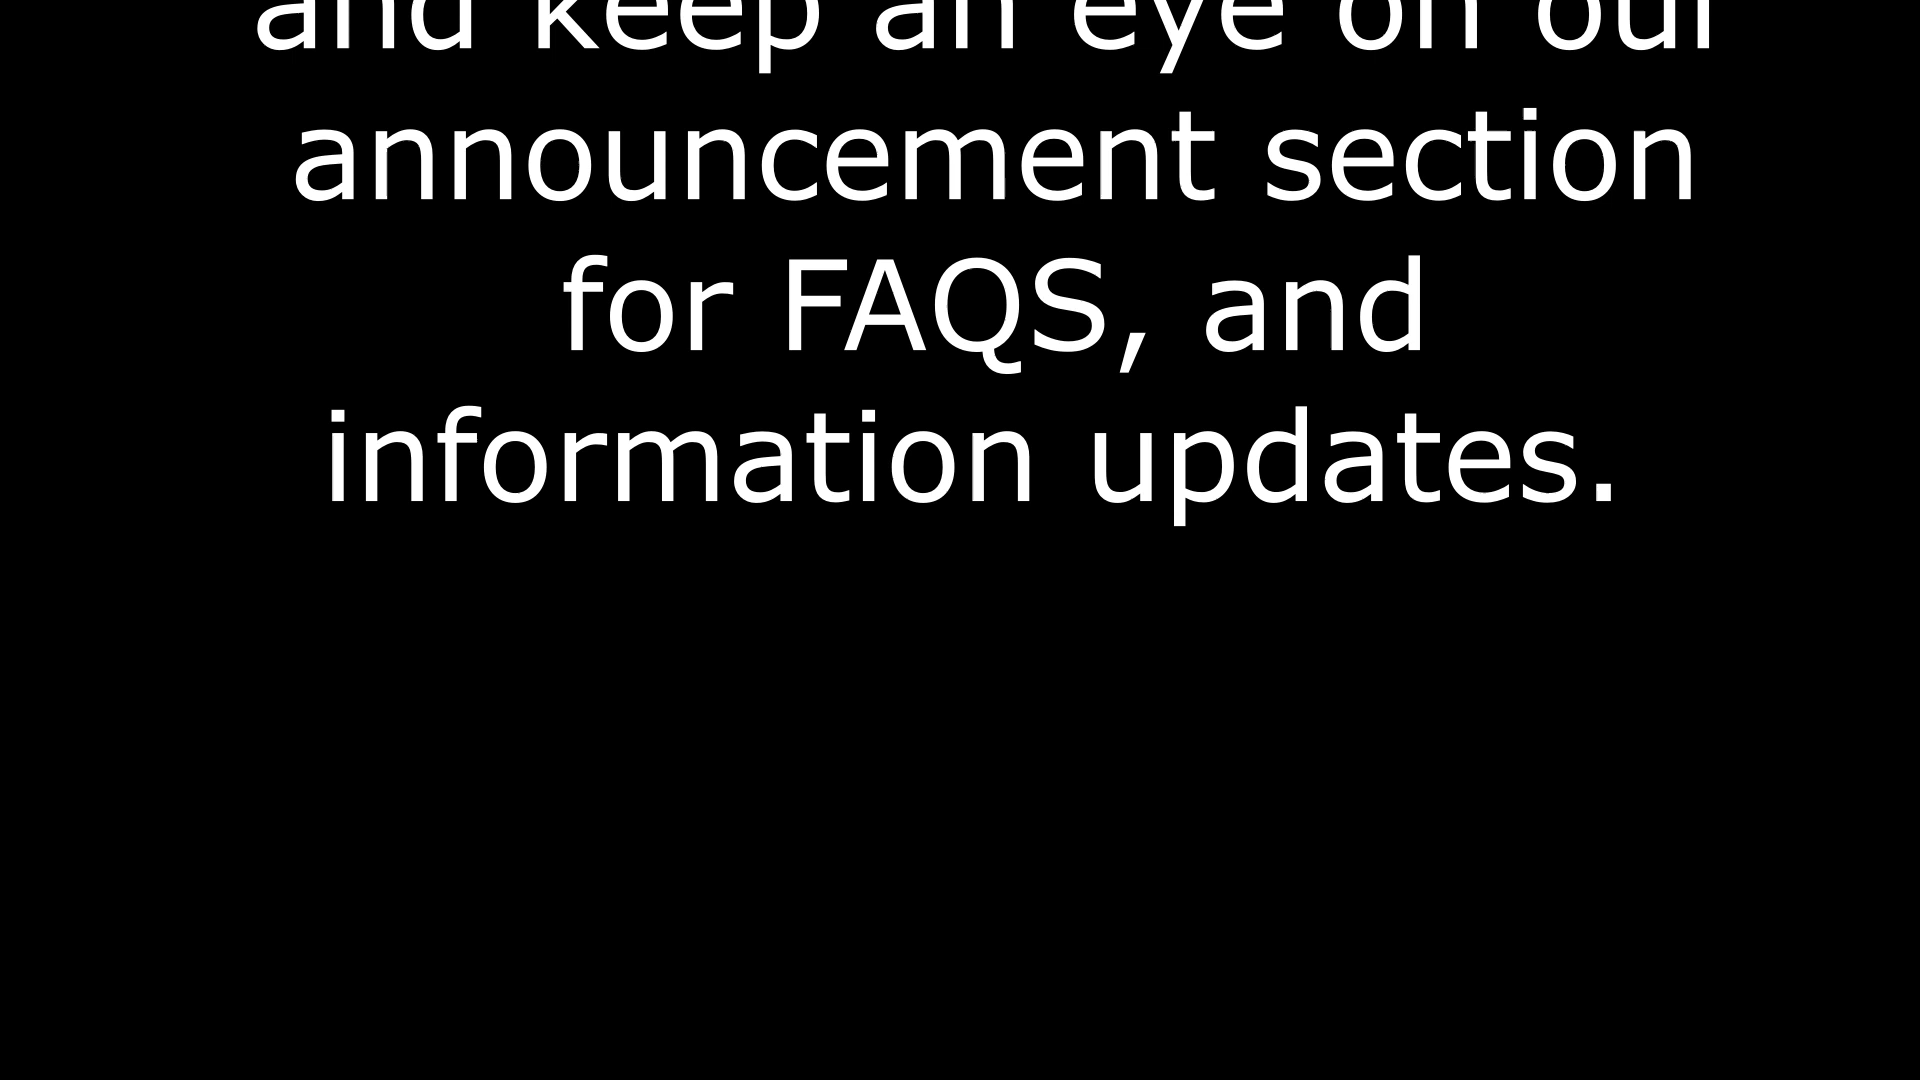 and keep an eye on our
announcement section
for FAQS, and
information updates.